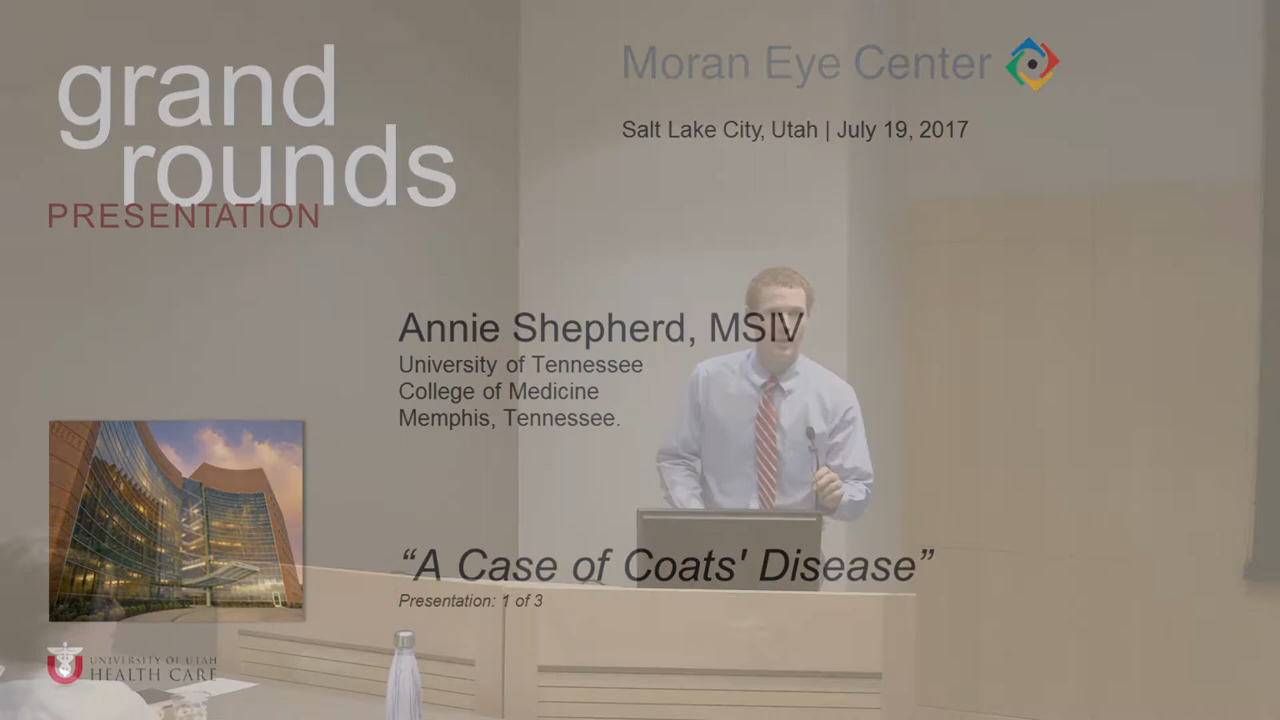 grand
rounds
PRESENTATION
Moran Eye Center
Salt Lake City, Utah | July 19, 2017
Annie Shepherd, MSIV
University of Tennessee
College of Medicine
Memphis, Tennessee.
“A Case of Coats' Disease”
Presentation: 1 of 3
UNIVERSITY OF UTAH
HEALTH CARE